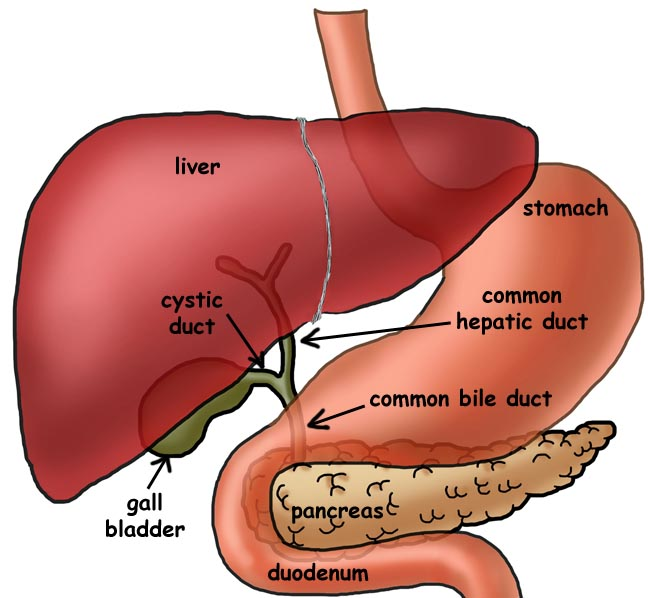 liver
stomach
cystic
duct
common
hepatic duct
common bile duct
gall
bladder
pancreas
duodenum